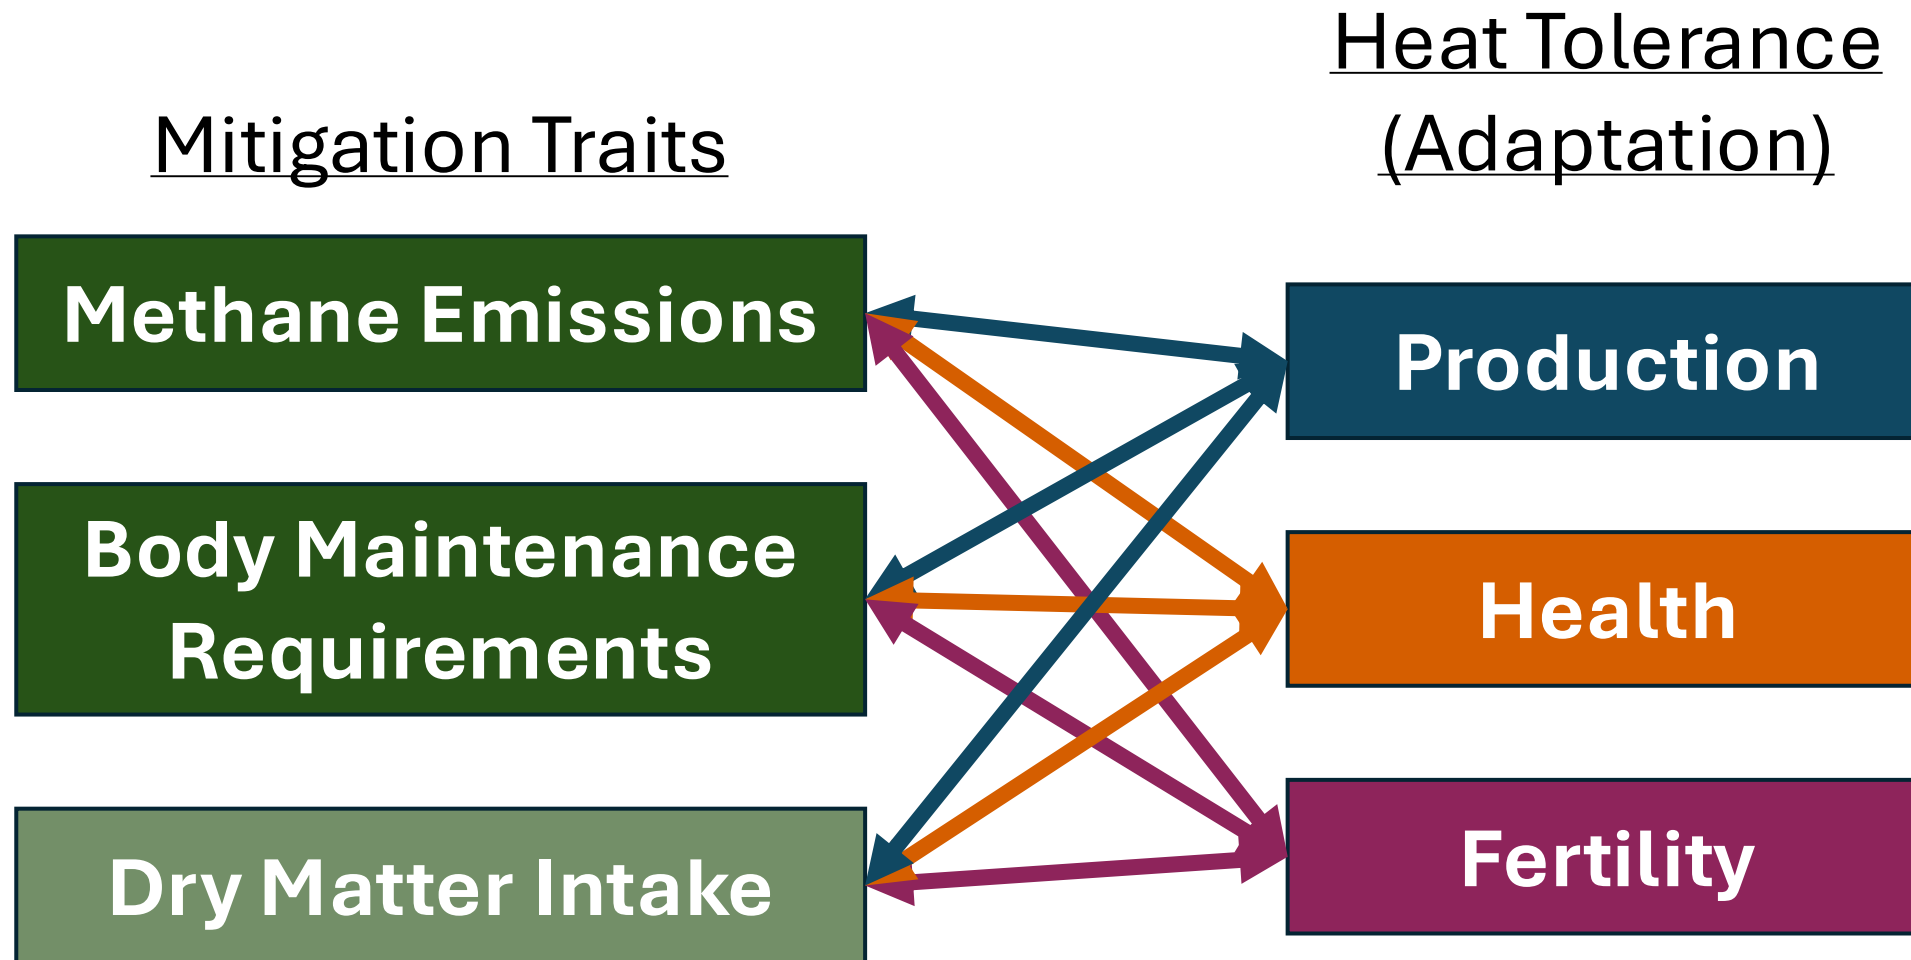 Mitigation Traits
Methane Emissions
Body Maintenance
Requirements
Dry Matter Intake
Heat Tolerance
(Adaptation)
Production
Health
Fertility